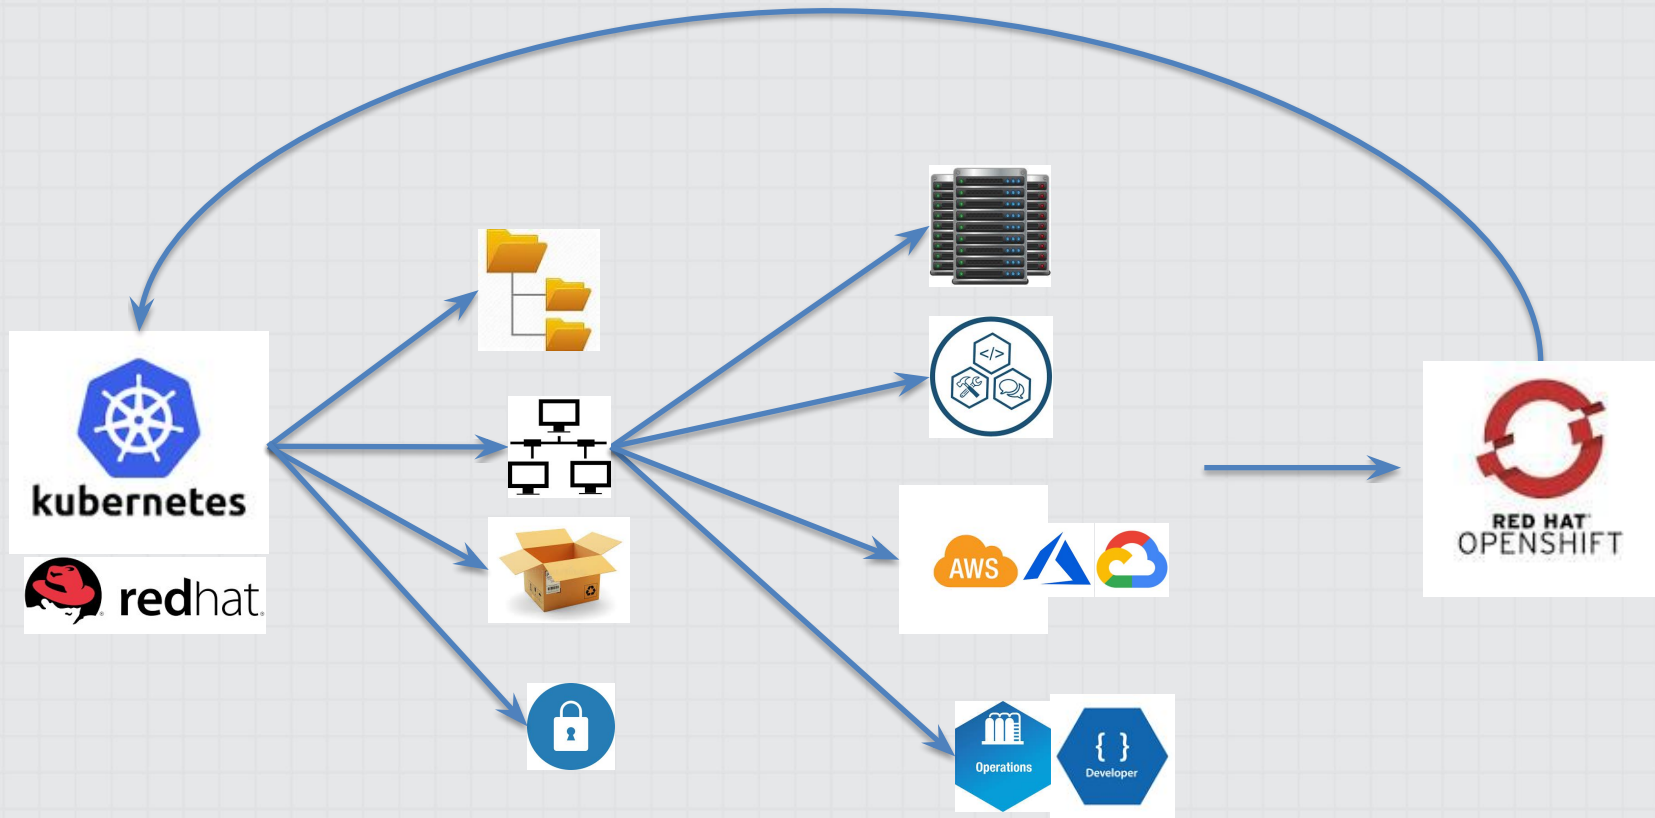 kubernetes
redhat.
</>
AWS
RED HAT
OPENSHIFT
Operations
{ }
Developer